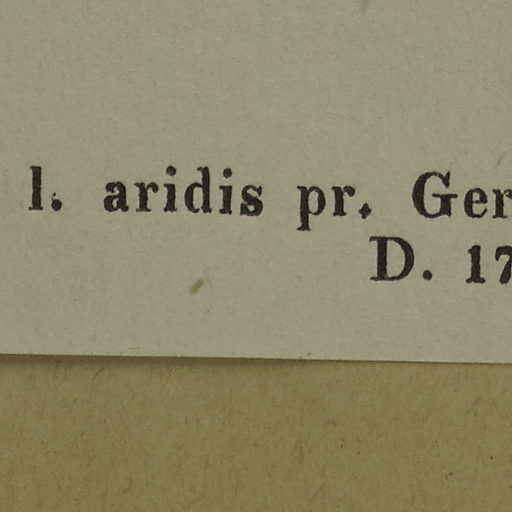 l. aridis pr. Ger
D. 17